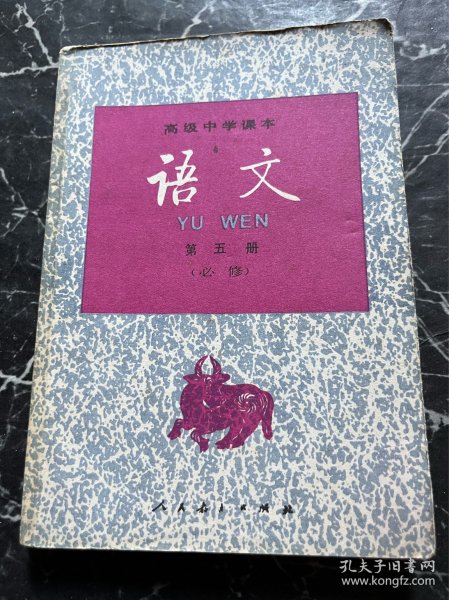 高级中学课本
语文
YU WEN
第五册
(必修)
人民教育出版社
孔夫子旧书网
www.kongfz.com